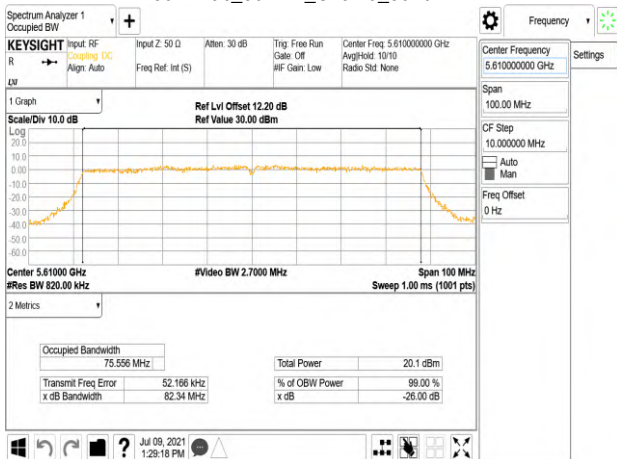 Spectrum Analyzer 1
Occupied BW
+
Frequency
KEYSIGHT
R
Input: RF
Coupling: DC
Align: Auto
Input Z: 50 Ω
Freq Ref: Int (S)
Atten: 30 dB
Trig: Free Run
Gate: Off
#IF Gain: Low
Center Freq: 5.610000000 GHz
Avg|Hold: 10/10
Radio Std: None
Center Frequency
5.610000000 GHz
Settings
Span
100.00 MHz
CF Step
10.000000 MHz
Auto
Man
Freq Offset
0 Hz
1 Graph
Scale/Div 10.0 dB
Ref Lvl Offset 12.20 dB
Ref Value 30.00 dBm
Log
20.0
10.0
0.00
-10.0
-20.0
-30.0
-40.0
-50.0
-60.0
Center 5.61000 GHz
#Video BW 2.7000 MHz
Span 100 MHz
#Res BW 820.00 kHz
Sweep 1.00 ms (1001 pts)
2 Metrics
Occupied Bandwidth
75.556 MHz
Total Power 20.1 dBm
Transmit Freq Error 52.166 kHz
% of OBW Power 99.00 %
x dB Bandwidth 82.34 MHz
x dB -26.00 dB
?
Jul 09, 2021
1:29:18 PM